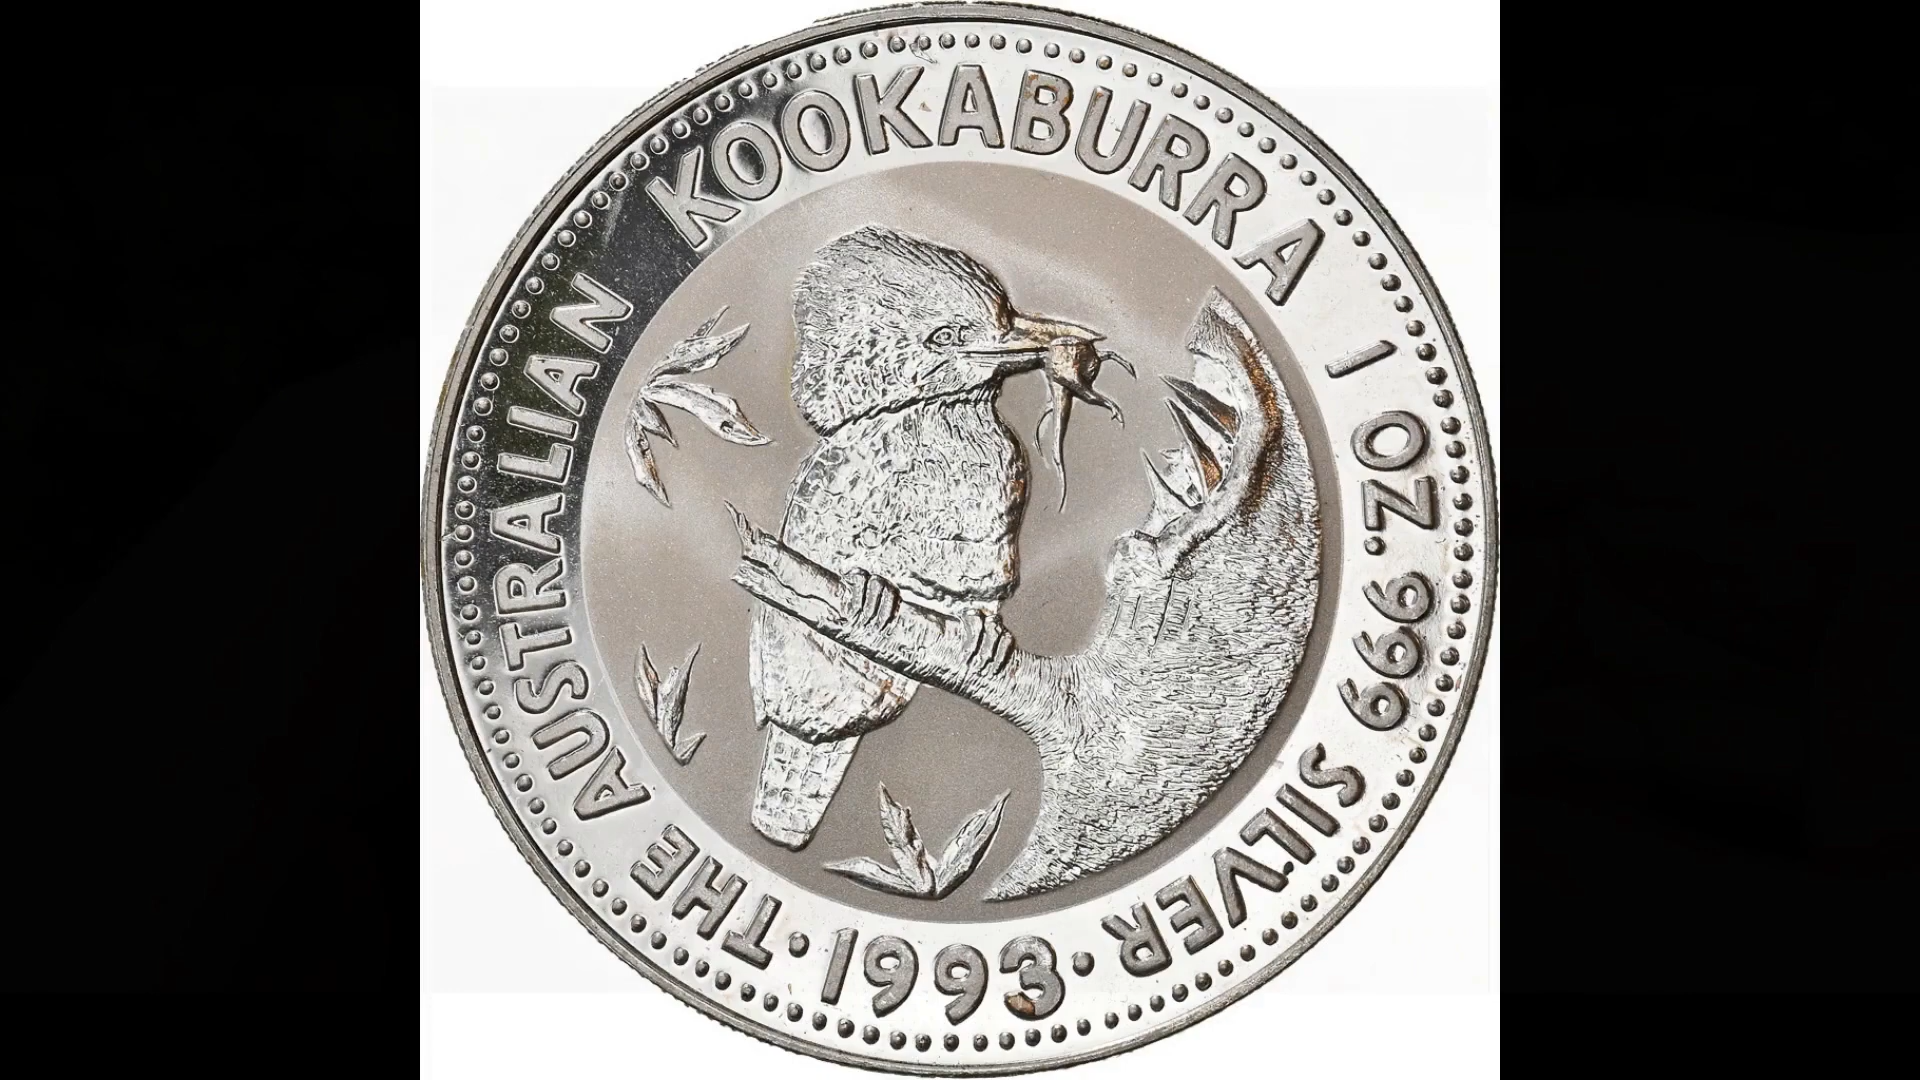 THE AUSTRALIAN KOOKABURRA 1 OZ. 999 SILVER
• 1993 •